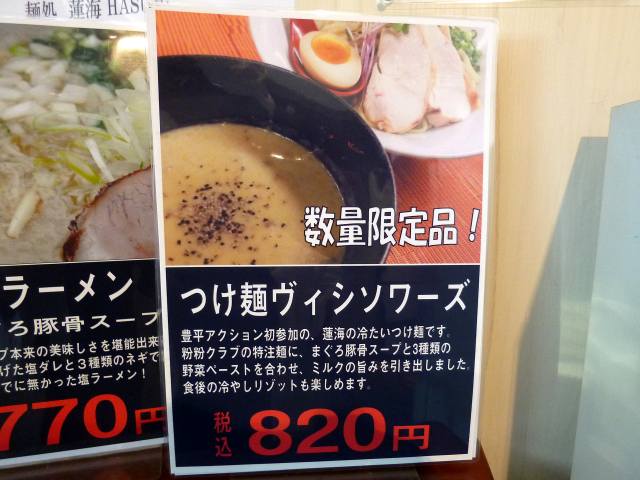 麺処 蓮海 HASU
ラーメン
ろ豚骨スープ
プ本来の美味しさを堪能出来
げた塩ダレと3種類のネギで
でに無かった塩ラーメン!
770円
数量限定品!
つけ麺ヴィシソワーズ
豊平アクション初参加の、蓮海の冷たいつけ麺です。
粉粉クラブの特注麺に、まぐろ豚骨スープと3種類の
野菜ペーストを合わせ、ミルクの旨みを引き出しました。
食後の冷やしリゾットも楽しめます。
税込 820円